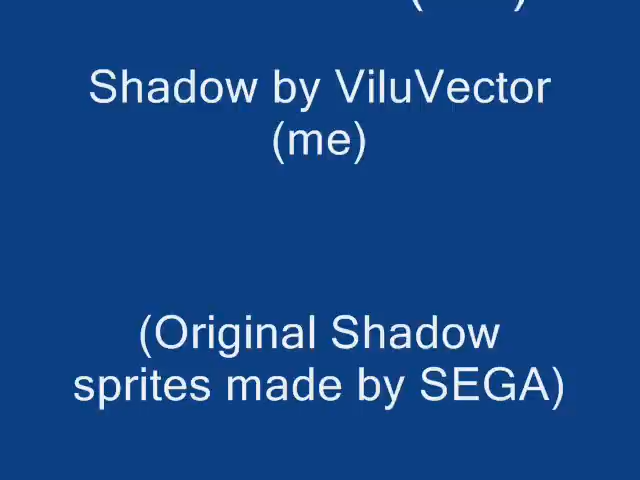 Shadow by ViluVector
(me)
(Original Shadow
sprites made by SEGA)